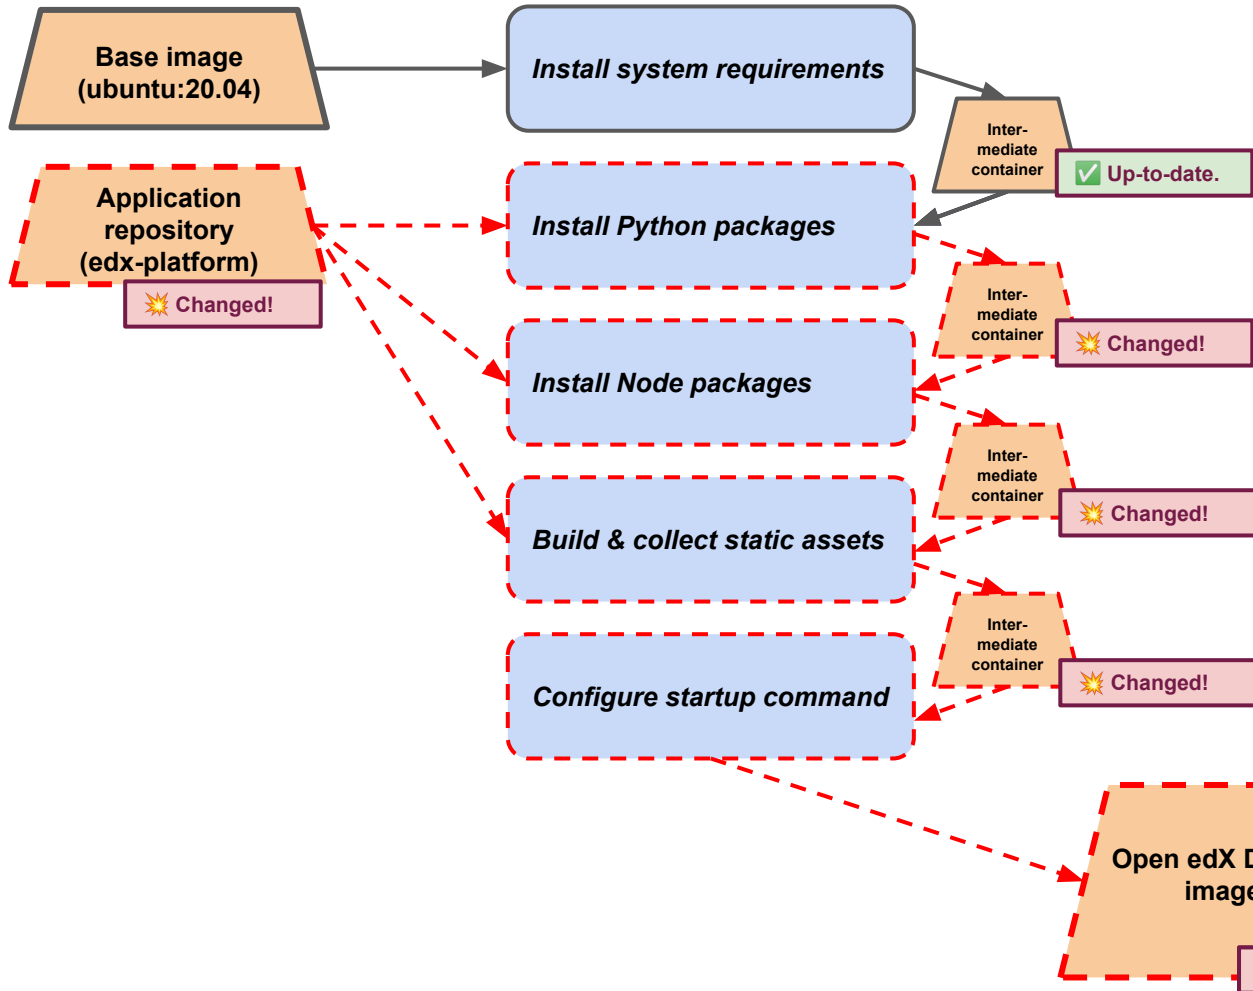 Base image
(ubuntu:20.04)
Install system requirements
Inter-
mediate
container
✅ Up-to-date.
Application
repository
(edx-platform)
💥 Changed!
Install Python packages
Inter-
mediate
container
💥 Changed!
Install Node packages
Inter-
mediate
container
💥 Changed!
Build & collect static assets
Inter-
mediate
container
💥 Changed!
Configure startup command
Open edX D
image